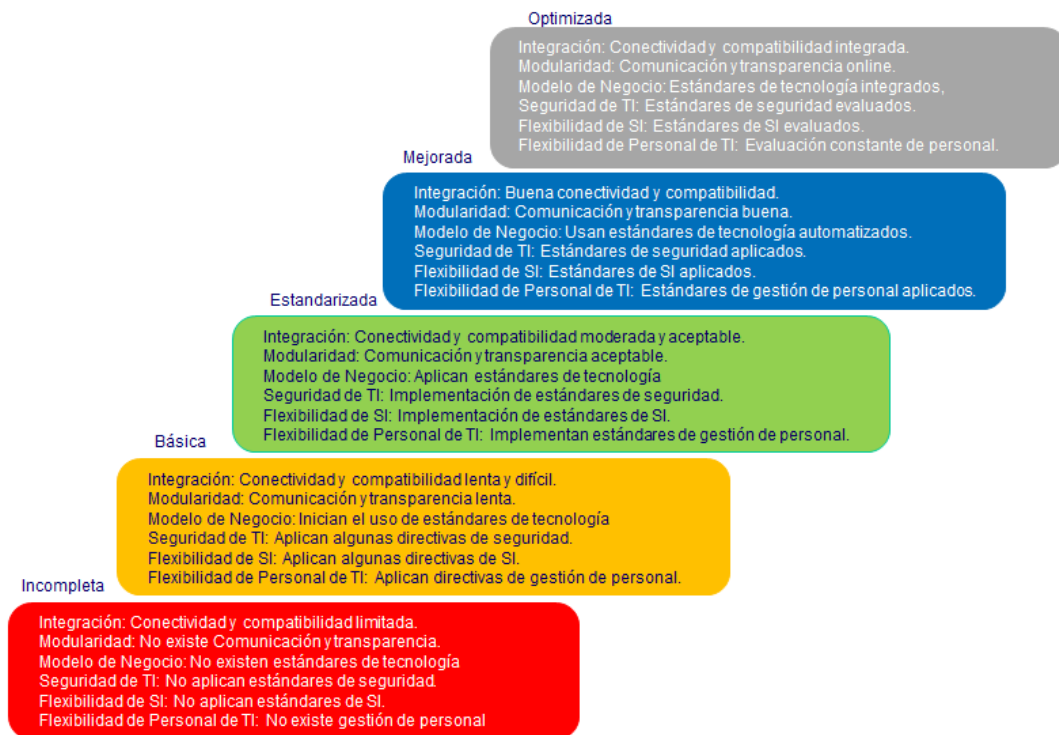 Optimizada
Integración: Conectividad y compatibilidad integrada.
Modularidad: Comunicación y transparencia online.
Modelo de Negocio: Estándares de tecnología integrados,
Seguridad de TI: Estándares de seguridad evaluados.
Flexibilidad de SI: Estándares de SI evaluados.
Flexibilidad de Personal de TI: Evaluación constante de personal.
Mejorada
Integración: Buena conectividad y compatibilidad.
Modularidad: Comunicación y transparencia buena.
Modelo de Negocio: Usan estándares de tecnología automatizados.
Seguridad de TI: Estándares de seguridad aplicados.
Flexibilidad de SI: Estándares de SI aplicados.
Flexibilidad de Personal de TI: Estándares de gestión de personal aplicados.
Estandarizada
Integración: Conectividad y compatibilidad moderada y aceptable.
Modularidad: Comunicación y transparencia aceptable.
Modelo de Negocio: Aplican estándares de tecnología
Seguridad de TI: Implementación de estándares de seguridad.
Flexibilidad de SI: Implementación de estándares de SI.
Flexibilidad de Personal de TI: Implementan estándares de gestión de personal.
Básica
Integración: Conectividad y compatibilidad lenta y difícil.
Modularidad: Comunicación y transparencia lenta.
Modelo de Negocio: Inician el uso de estándares de tecnología
Seguridad de TI: Aplican algunas directivas de seguridad.
Flexibilidad de SI: Aplican algunas directivas de SI.
Flexibilidad de Personal de TI: Aplican directivas de gestión de personal.
Incompleta
Integración: Conectividad y compatibilidad limitada.
Modularidad: No existe Comunicación y transparencia.
Modelo de Negocio: No existen estándares de tecnología
Seguridad de TI: No aplican estándares de seguridad.
Flexibilidad de SI: No aplican estándares de SI.
Flexibilidad de Personal de TI: No existe gestión de personal